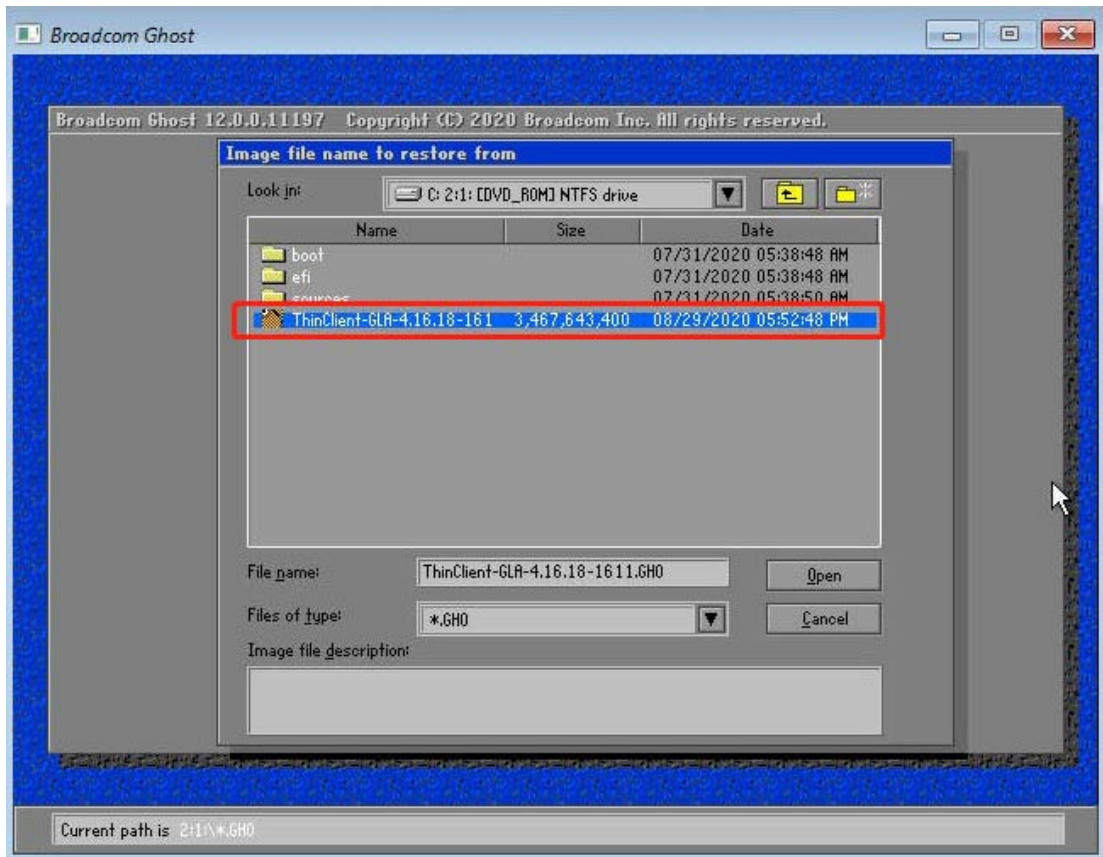 Broadcom Ghost
Broadcom Ghost 12.0.0.11197 Copyright (C) 2020 Broadcom Inc. All rights reserved.
Image file name to restore from
Look in:
C: 2:1: [DVD_ROM] NTFS drive
Name Size Date
boot 07/31/2020 05:38:48 AM
efi 07/31/2020 05:38:48 AM
sources 07/31/2020 05:38:50 AM
ThinClient-GLA-4.16.18-161 3,467,643,400 08/29/2020 05:52:48 PM
File name: ThinClient-GLA-4.16.18-1611.GHO Open
Files of type: *.GHO Cancel
Image file description:
Current path is 2:1:\*.GHO